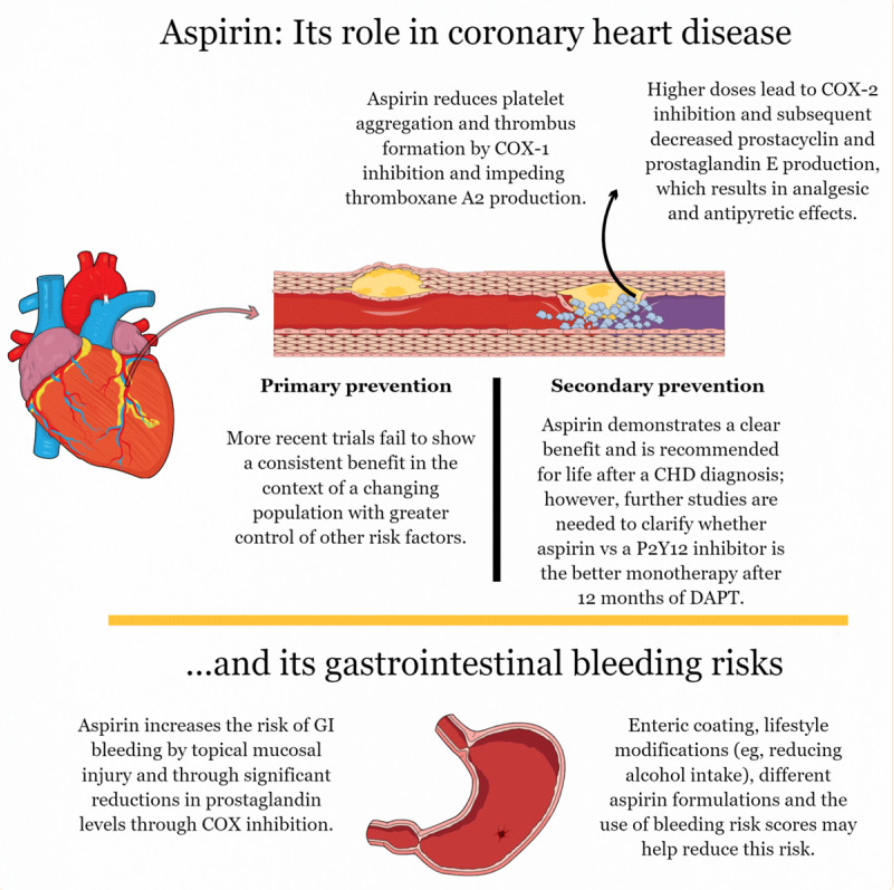 Aspirin: Its role in coronary heart disease
Aspirin reduces platelet
aggregation and thrombus
formation by COX-1
inhibition and impeding
thromboxane A2 production.
Higher doses lead to COX-2
inhibition and subsequent
decreased prostacyclin and
prostaglandin E production,
which results in analgesic
and antipyretic effects.
Primary prevention
More recent trials fail to show
a consistent benefit in the
context of a changing
population with greater
control of other risk factors.
Secondary prevention
Aspirin demonstrates a clear
benefit and is recommended
for life after a CHD diagnosis;
however, further studies are
needed to clarify whether
aspirin vs a P2Y12 inhibitor is
the better monotherapy after
12 months of DAPT.
...and its gastrointestinal bleeding risks
Aspirin increases the risk of GI
bleeding by topical mucosal
injury and through significant
reductions in prostaglandin
levels through COX inhibition.
Enteric coating, lifestyle
modifications (eg, reducing
alcohol intake), different
aspirin formulations and the
use of bleeding risk scores may
help reduce this risk.